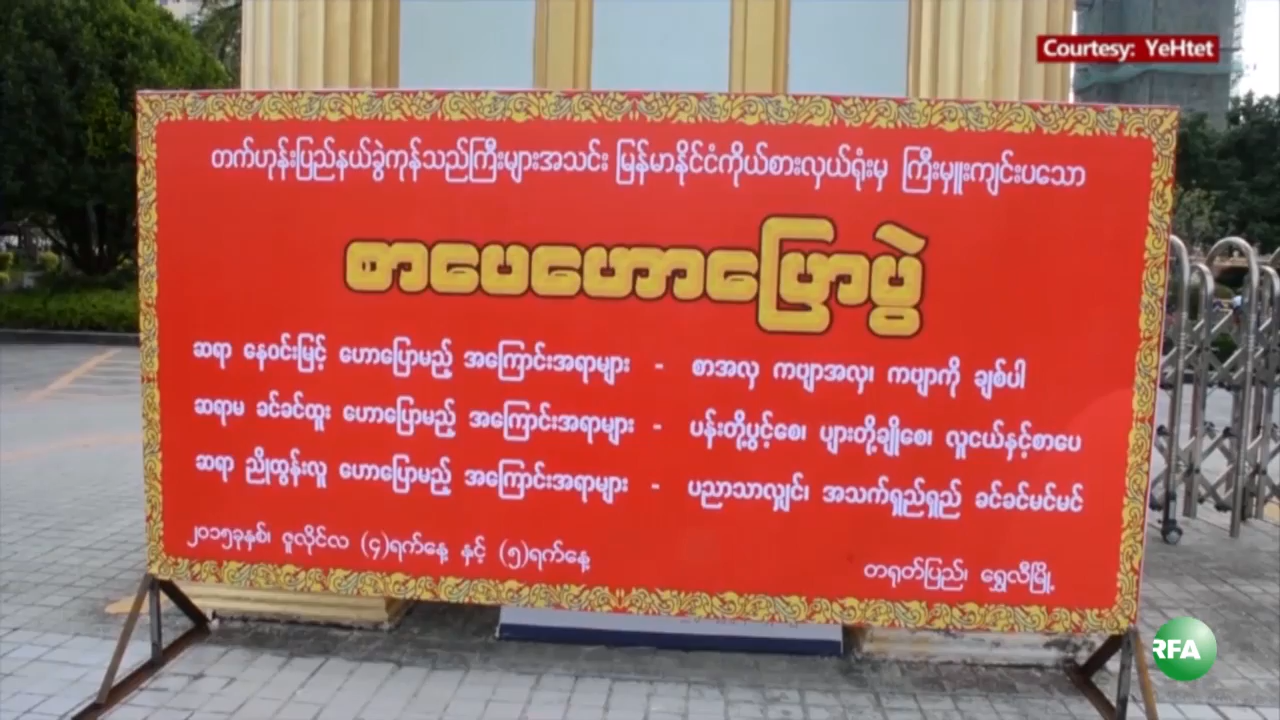 Courtesy: YeHtet
တက်ဟုန်းပြည်နယ်ခွဲကုန်သည်ကြီးများအသင်း မြန်မာနိုင်ငံကိုယ်စားလှယ်ရုံးမှ ကြီးမှူးကျင်းပသော
စာပေဟောပြောပွဲ
ဆရာ နေဝင်းမြင့် ဟောပြောမည့် အကြောင်းအရာများ - စာအလှ ကဗျာအလှ၊ ကဗျာကို ချစ်ပါ
ဆရာမ ခင်ခင်ထူး ဟောပြောမည့် အကြောင်းအရာများ - ပန်းတို့ပွင့်စေ၊ ပျားတို့ချိုစေ၊ လူငယ်နှင့်စာပေ
ဆရာ ညိုထွန်းလူ ဟောပြောမည့် အကြောင်းအရာများ - ပညာသာလျှင်၊ အသက်ရှည်ရှည် ခင်ခင်မင်မင်
၂၀၁၅ခုနှစ်၊ ဇူလိုင်လ (၄)ရက်နေ့ နှင့် (၅)ရက်နေ့
တရုတ်ပြည်၊ ရွှေလီမြို့
RFA